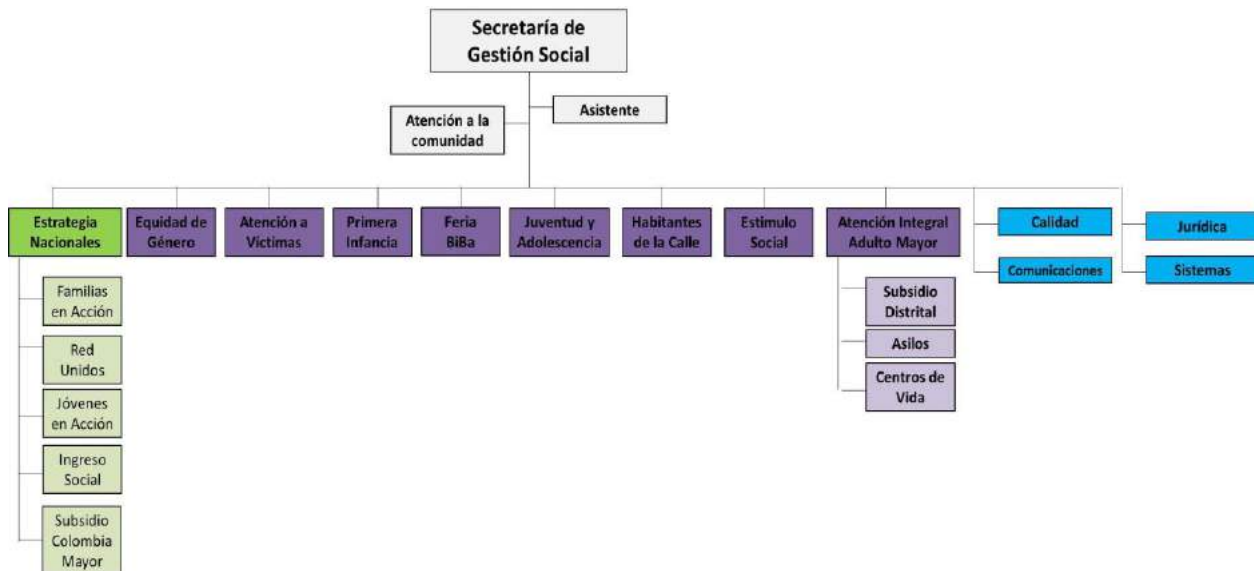 Secretaría de
Gestión Social
Asistente
Atención a la
comunidad
Estrategia
Nacionales
Equidad de
Género
Atención a
Víctimas
Primera
Infancia
Feria
BiBa
Juventud y
Adolescencia
Habitantes
de la Calle
Estimulo
Social
Atención Integral
Adulto Mayor
Calidad
Jurídica
Comunicaciones
Sistemas
Familias
en Acción
Red
Unidos
Jóvenes
en Acción
Ingreso
Social
Subsidio
Colombia
Mayor
Subsidio
Distrital
Asilos
Centros de
Vida